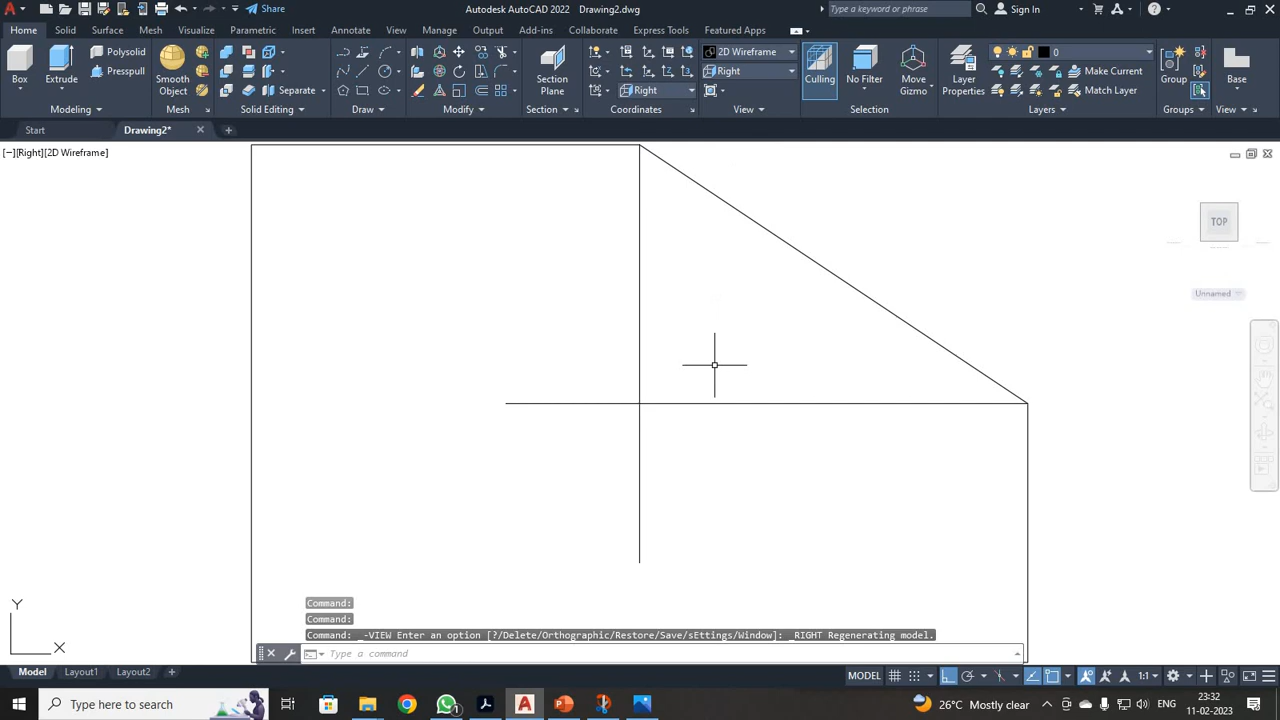 Share
Autodesk AutoCAD 2022 Drawing2.dwg
Type a keyword or phrase
Sign In
Home Solid Surface Mesh Visualize Parametric Insert Annotate View Manage Output Add-ins Collaborate Express Tools Featured Apps
Box
Extrude
Polysolid
Presspull
Smooth
Object
Separate
Section
Plane
Right
2D Wireframe
Right
Culling
No Filter
Move
Gizmo
Layer
Properties
0
Make Current
Match Layer
Group
Base
Modeling Mesh Solid Editing Draw Modify Section Coordinates View Selection Layers Groups View
Start
Drawing2*
[−][Right][2D Wireframe]
TOP
Unnamed
Y
X
Command:
Command:
Command: _-VIEW Enter an option [?/Delete/Orthographic/Restore/Save/sEttings/Window]: _RIGHT Regenerating model.
Type a command
Model Layout1 Layout2
MODEL
1:1
Type here to search
1
26°C Mostly clear
ENG
IN
23:32
11-02-2023